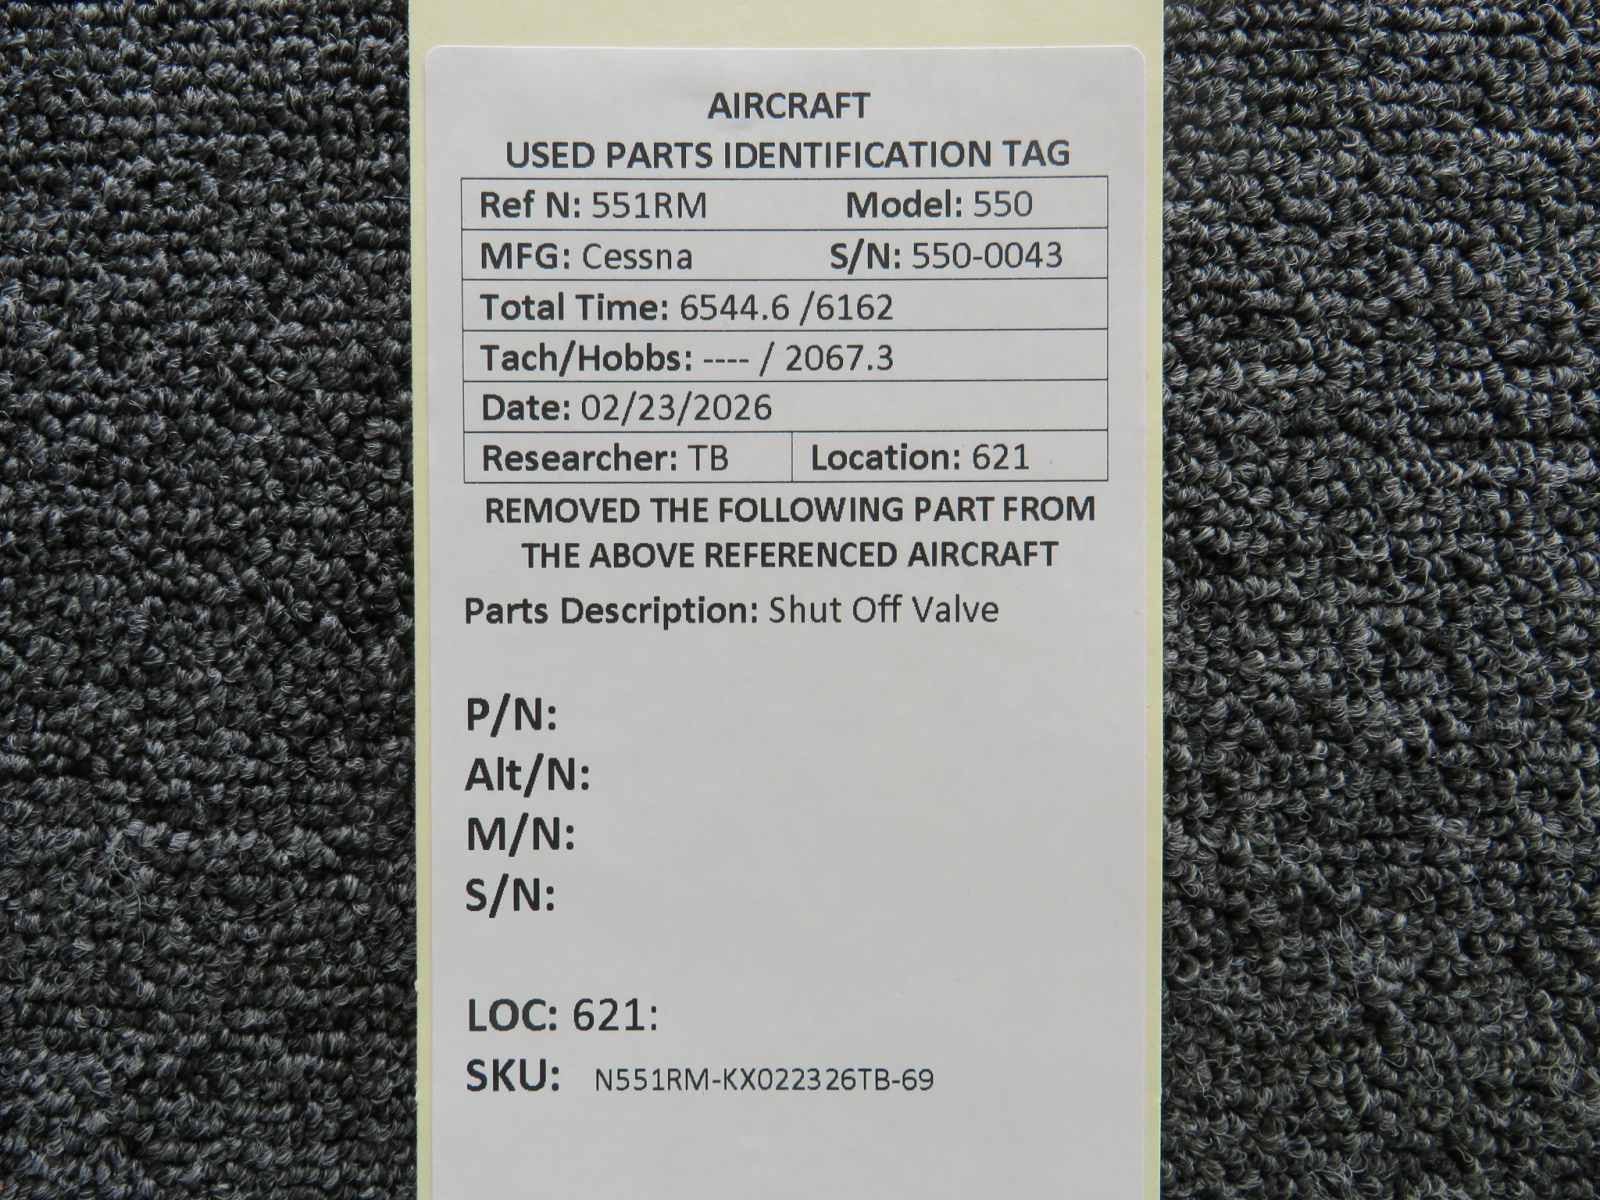 AIRCRAFT
USED PARTS IDENTIFICATION TAG
Ref N: 551RM Model: 550
MFG: Cessna S/N: 550-0043
Total Time: 6544.6 /6162
Tach/Hobbs: ---- / 2067.3
Date: 02/23/2026
Researcher: TB Location: 621
REMOVED THE FOLLOWING PART FROM
THE ABOVE REFERENCED AIRCRAFT
Parts Description: Shut Off Valve
P/N:
Alt/N:
M/N:
S/N:
LOC: 621:
SKU: N551RM-KX022326TB-69